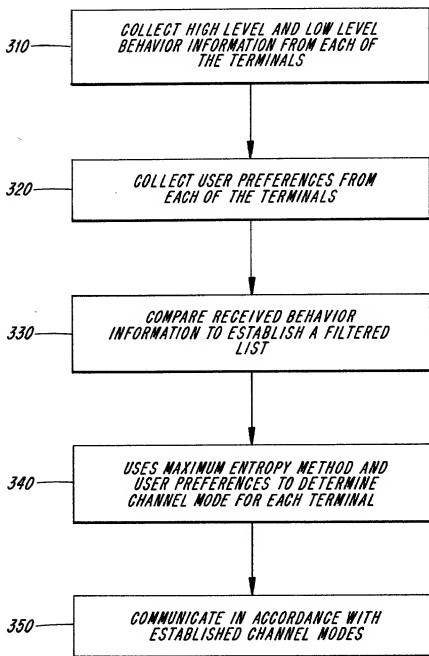 310
COLLECT HIGH LEVEL AND LOW LEVEL
BEHAVIOR INFORMATION FROM EACH OF
THE TERMINALS
320
COLLECT USER PREFERENCES FROM
EACH OF THE TERMINALS
330
COMPARE RECEIVED BEHAVIOR
INFORMATION TO ESTABLISH A FILTERED
LIST
340
USES MAXIMUM ENTROPY METHOD AND
USER PREFERENCES TO DETERMINE
CHANNEL MODE FOR EACH TERMINAL
350
COMMUNICATE IN ACCORDANCE WITH
ESTABLISHED CHANNEL MODES